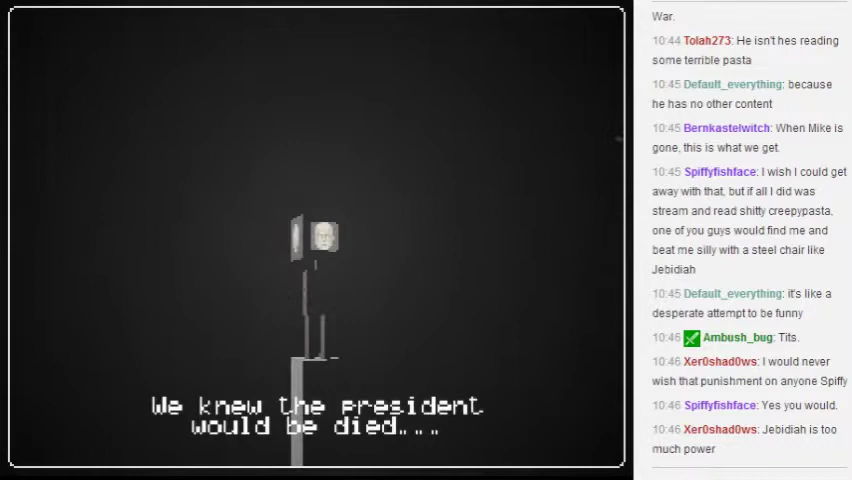 We knew the president
would be died....
War.
10:44 Tolah273: He isn't hes reading
some terrible pasta
10:45 Default_everything: because
he has no other content
10:45 Bernkastelwitch: When Mike is
gone, this is what we get.
10:45 Spiffyfishface: I wish I could get
away with that, but if all I did was
stream and read shitty creepypasta,
one of you guys would find me and
beat me silly with a steel chair like
Jebidiah
10:45 Default_everything: it's like a
desperate attempt to be funny
10:46 Ambush_bug: Tits.
10:46 Xer0shad0ws: I would never
wish that punishment on anyone Spiffy
10:46 Spiffyfishface: Yes you would.
10:46 Xer0shad0ws: Jebidiah is too
much power